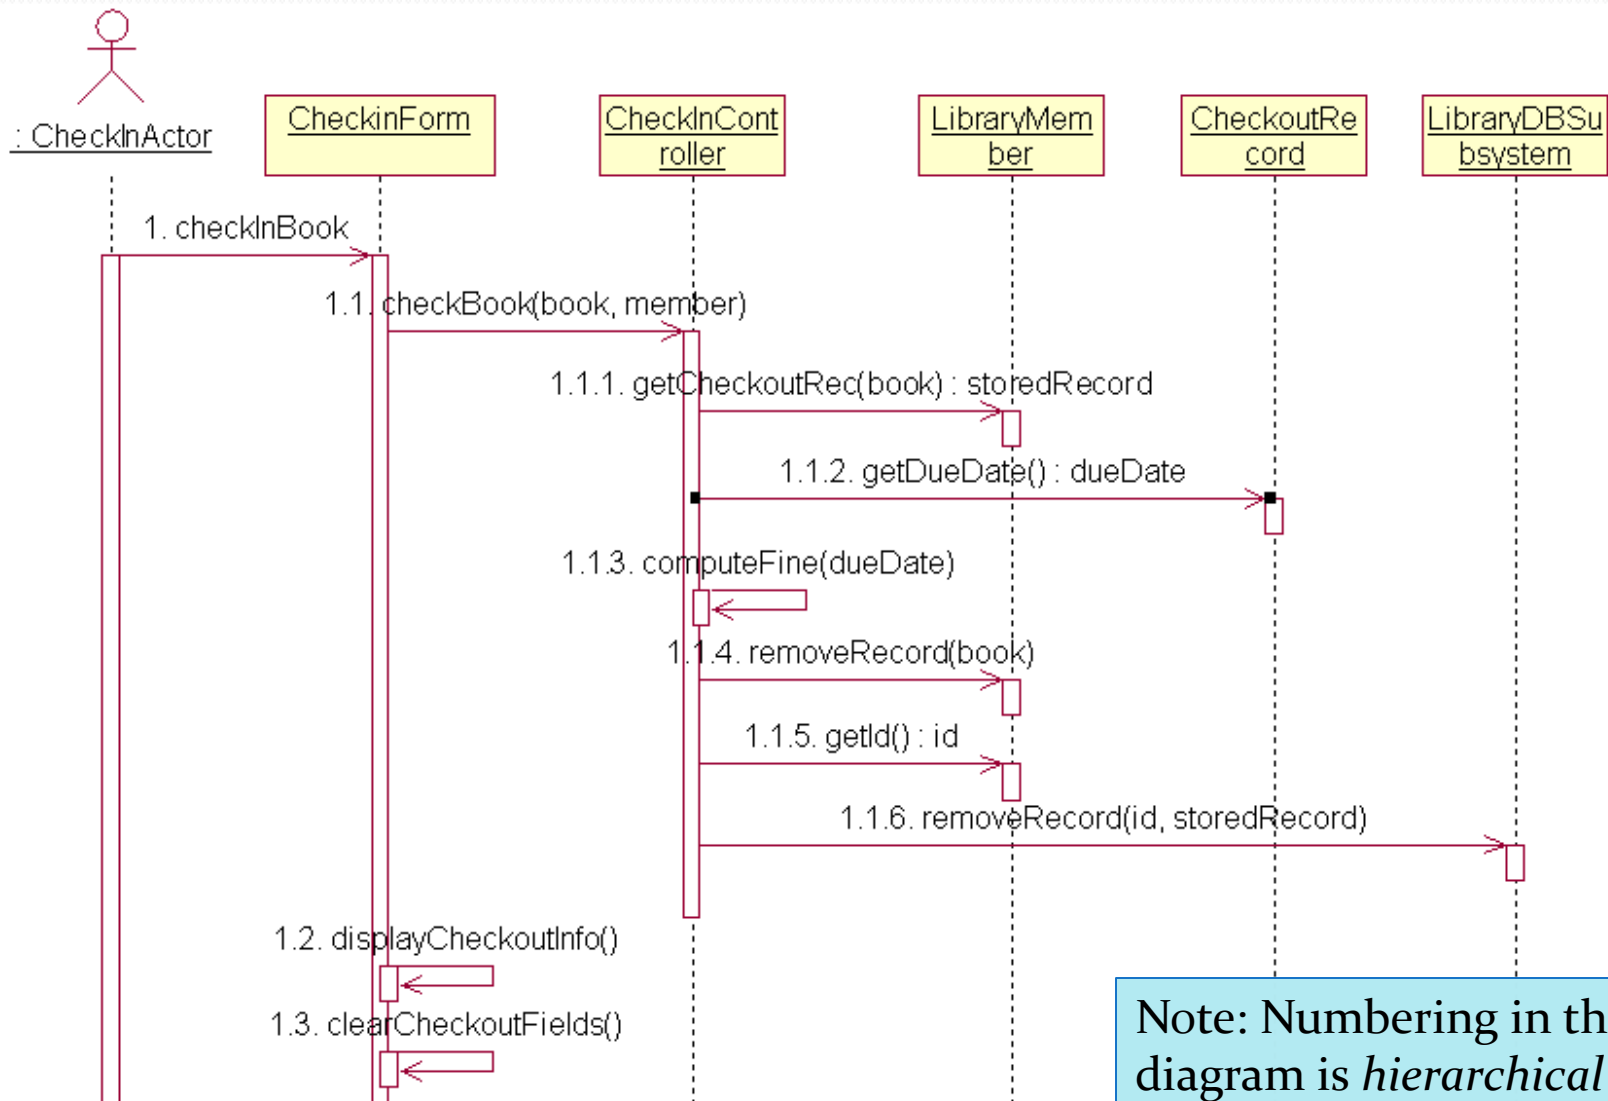 : CheckInActor
CheckinForm
CheckInCont
roller
LibraryMem
ber
CheckoutRe
cord
LibraryDBSu
bsystem
1. checkInBook
1.1. checkBook(book, member)
1.1.1. getCheckoutRec(book) : storedRecord
1.1.2. getDueDate() : dueDate
1.1.3. computeFine(dueDate)
1.1.4. removeRecord(book)
1.1.5. getId() : id
1.1.6. removeRecord(id, storedRecord)
1.2. displayCheckoutInfo()
1.3. clearCheckoutFields()
Note: Numbering in th
diagram is hierarchical